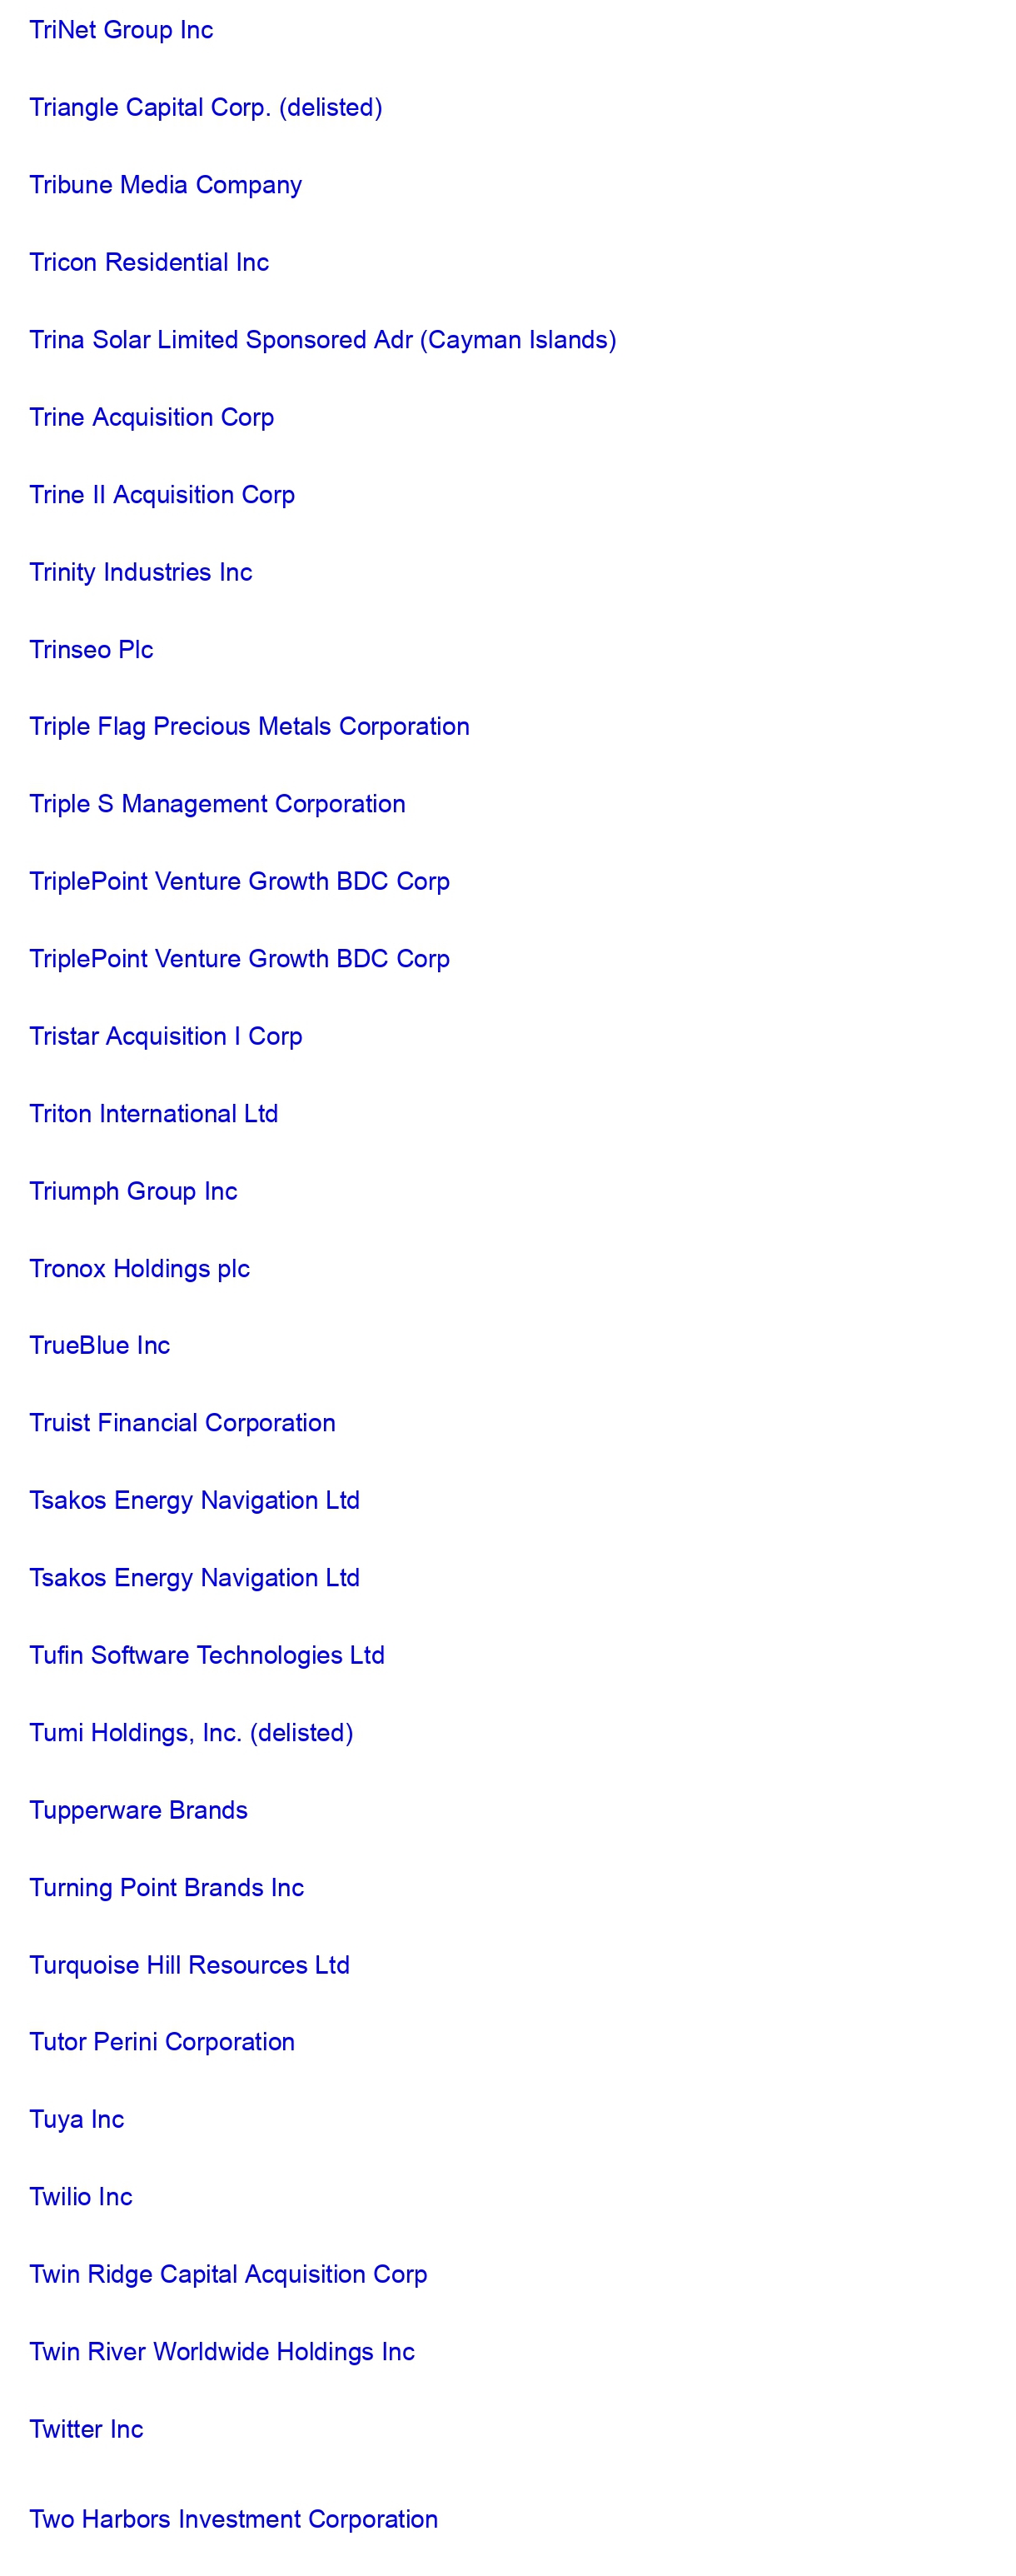 TriNet Group Inc
Triangle Capital Corp. (delisted)
Tribune Media Company
Tricon Residential Inc
Trina Solar Limited Sponsored Adr (Cayman Islands)
Trine Acquisition Corp
Trine II Acquisition Corp
Trinity Industries Inc
Trinseo Plc
Triple Flag Precious Metals Corporation
Triple S Management Corporation
TriplePoint Venture Growth BDC Corp
TriplePoint Venture Growth BDC Corp
Tristar Acquisition I Corp
Triton International Ltd
Triumph Group Inc
Tronox Holdings plc
TrueBlue Inc
Truist Financial Corporation
Tsakos Energy Navigation Ltd
Tsakos Energy Navigation Ltd
Tufin Software Technologies Ltd
Tumi Holdings, Inc. (delisted)
Tupperware Brands
Turning Point Brands Inc
Turquoise Hill Resources Ltd
Tutor Perini Corporation
Tuya Inc
Twilio Inc
Twin Ridge Capital Acquisition Corp
Twin River Worldwide Holdings Inc
Twitter Inc
Two Harbors Investment Corporation